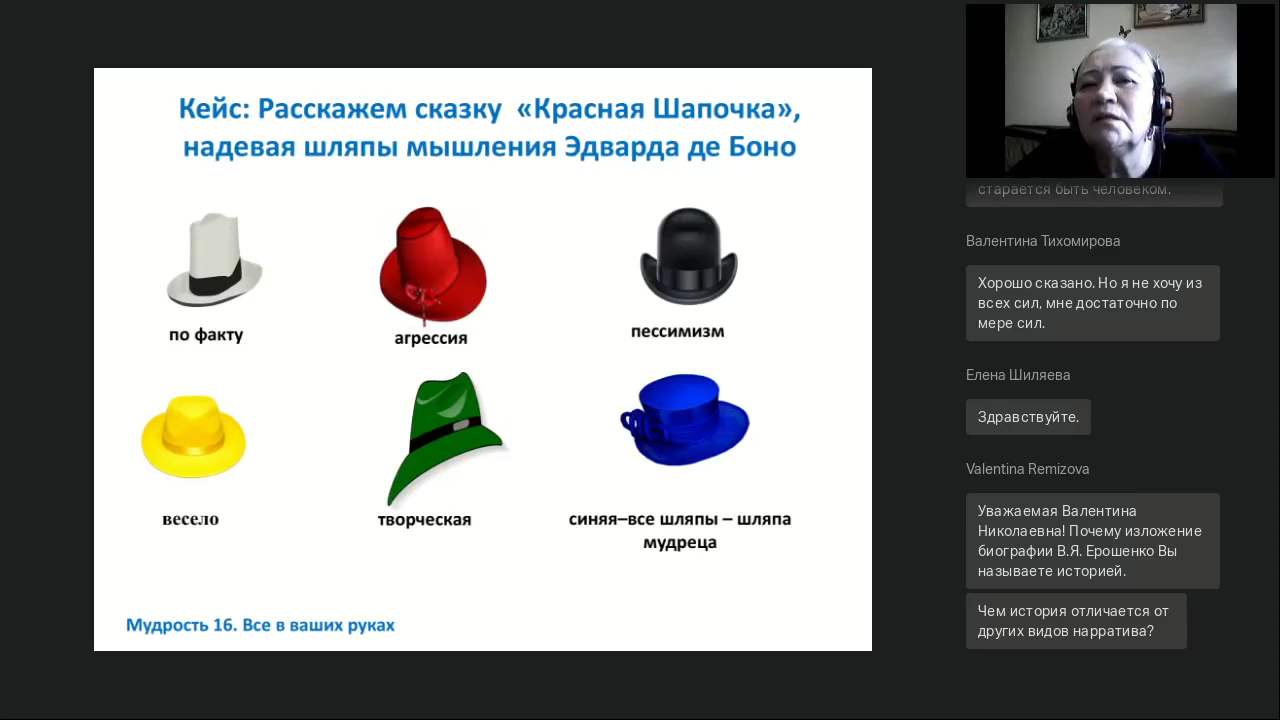 Кейс: Расскажем сказку «Красная Шапочка»,
надевая шляпы мышления Эдварда де Боно
по факту
агрессия
пессимизм
весело
творческая
синяя–все шляпы – шляпа
мудреца
Мудрость 16. Все в ваших руках
старается быть человеком.
Валентина Тихомирова
Хорошо сказано. Но я не хочу из
всех сил, мне достаточно по
мере сил.
Елена Шиляева
Здравствуйте.
Valentina Remizova
Уважаемая Валентина
Николаевна! Почему изложение
биографии В.Я. Ерошенко Вы
называете историей.
Чем история отличается от
других видов нарратива?